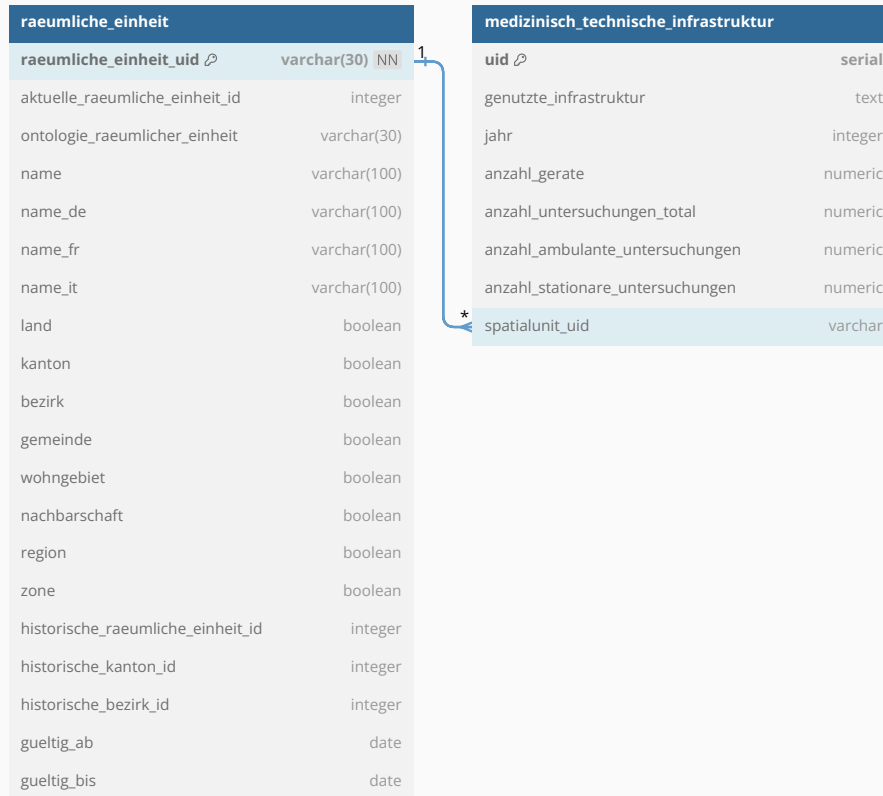 raeumliche_einheit
raeumliche_einheit_uid varchar(30) NN
aktuelle_raeumliche_einheit_id integer
ontologie_raeumlicher_einheit varchar(30)
name varchar(100)
name_de varchar(100)
name_fr varchar(100)
name_it varchar(100)
land boolean
kanton boolean
bezirk boolean
gemeinde boolean
wohngebiet boolean
nachbarschaft boolean
region boolean
zone boolean
historische_raeumliche_einheit_id integer
historische_kanton_id integer
historische_bezirk_id integer
gueltig_ab date
gueltig_bis date
1
*
medizinisch_technische_infrastruktur
uid serial
genutzte_infrastruktur text
jahr integer
anzahl_gerate numeric
anzahl_untersuchungen_total numeric
anzahl_ambulante_untersuchungen numeric
anzahl_stationare_untersuchungen numeric
spatialunit_uid varchar